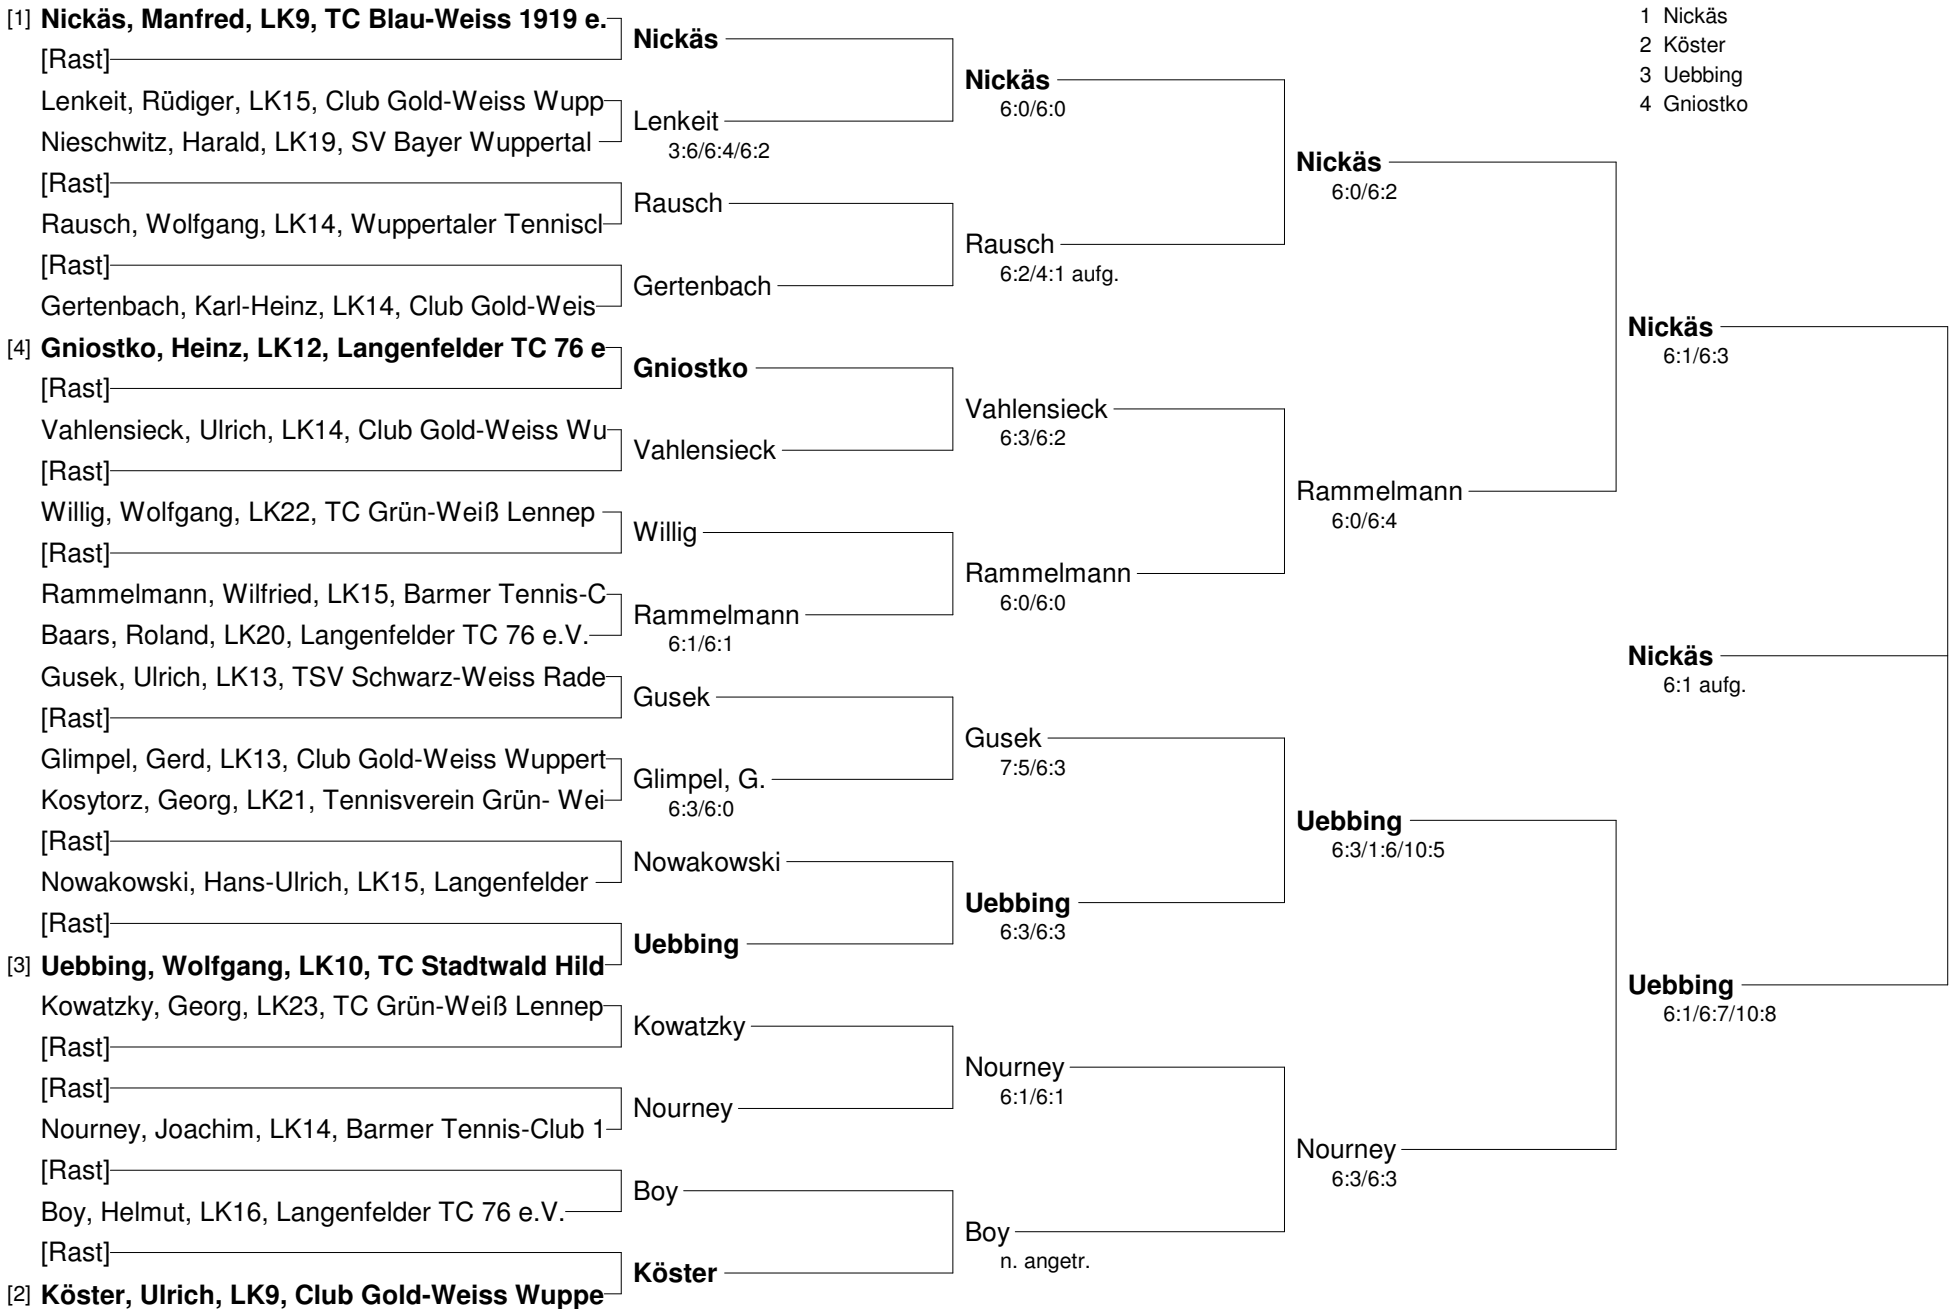 [1] Nickäs, Manfred, LK9, TC Blau-Weiss 1919 e.
[Rast]
Lenkeit, Rüdiger, LK15, Club Gold-Weiss Wupp
Nieschwitz, Harald, LK19, SV Bayer Wuppertal
[Rast]
Rausch, Wolfgang, LK14, Wuppertaler Tenniscl
[Rast]
Gertenbach, Karl-Heinz, LK14, Club Gold-Weis
[4] Gniostko, Heinz, LK12, Langenfelder TC 76 e
[Rast]
Vahlensieck, Ulrich, LK14, Club Gold-Weiss Wu
[Rast]
Willig, Wolfgang, LK22, TC Grün-Weiß Lennep
[Rast]
Rammelmann, Wilfried, LK15, Barmer Tennis-C
Baars, Roland, LK20, Langenfelder TC 76 e.V.
Gusek, Ulrich, LK13, TSV Schwarz-Weiss Rade
[Rast]
Glimpel, Gerd, LK13, Club Gold-Weiss Wuppert
Kosytorz, Georg, LK21, Tennisverein Grün- Wei
[Rast]
Nowakowski, Hans-Ulrich, LK15, Langenfelder
[Rast]
[3] Uebbing, Wolfgang, LK10, TC Stadtwald Hild
Kowatzky, Georg, LK23, TC Grün-Weiß Lennep
[Rast]
[Rast]
Nourney, Joachim, LK14, Barmer Tennis-Club 1
[Rast]
Boy, Helmut, LK16, Langenfelder TC 76 e.V.
[Rast]
[2] Köster, Ulrich, LK9, Club Gold-Weiss Wuppe
Nickäs
Lenkeit
3:6/6:4/6:2
Rausch
Gertenbach
Gniostko
Vahlensieck
Willig
Rammelmann
6:1/6:1
Gusek
Glimpel, G.
6:3/6:0
Nowakowski
Uebbing
Kowatzky
Nourney
Boy
Köster
Nickäs
6:0/6:0
Rausch
6:2/4:1 aufg.
Vahlensieck
6:3/6:2
Rammelmann
6:0/6:0
Gusek
7:5/6:3
Uebbing
6:3/6:3
Nourney
6:1/6:1
Boy
n. angetr.
Nickäs
6:0/6:2
Rammelmann
6:0/6:4
Uebbing
6:3/1:6/10:5
Nourney
6:3/6:3
Nickäs
6:1/6:3
Nickäs
6:1 aufg.
Uebbing
6:1/6:7/10:8
1 Nickäs
2 Köster
3 Uebbing
4 Gniostko